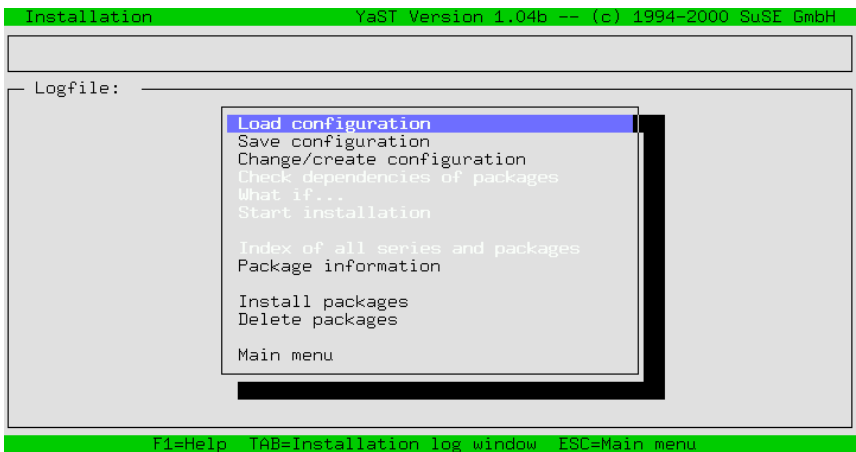 Installation YaST Version 1.04b -- (c) 1994-2000 SuSE GmbH
Logfile:
Load configuration
Save configuration
Change/create configuration
Check dependencies of packages
What if...
Start installation
Index of all series and packages
Package information
Install packages
Delete packages
Main menu
F1=Help TAB=Installation log window ESC=Main menu